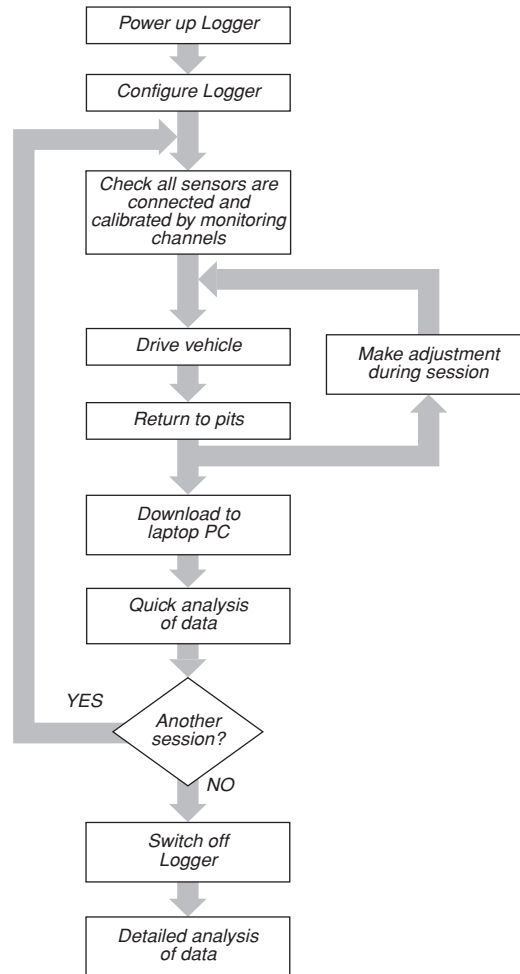 Power up Logger
Configure Logger
Check all sensors are
connected and
calibrated by monitoring
channels
Drive vehicle
Make adjustment
during session
Return to pits
Download to
laptop PC
Quick analysis
of data
YES
Another
session?
NO
Switch off
Logger
Detailed analysis
of data